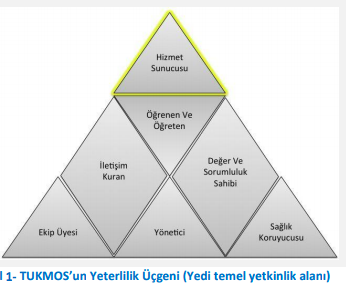 Hizmet
Sunucusu
Öğrenen Ve
Öğreten
İletişim
Kuran
Değer Ve
Sorumluluk
Sahibi
Ekip Üyesi
Yönetici
Sağlık
Koruyucusu
1- TUKMOS'un Yeterlilik Üçgeni (Yedi temel yetkinlik alanı)